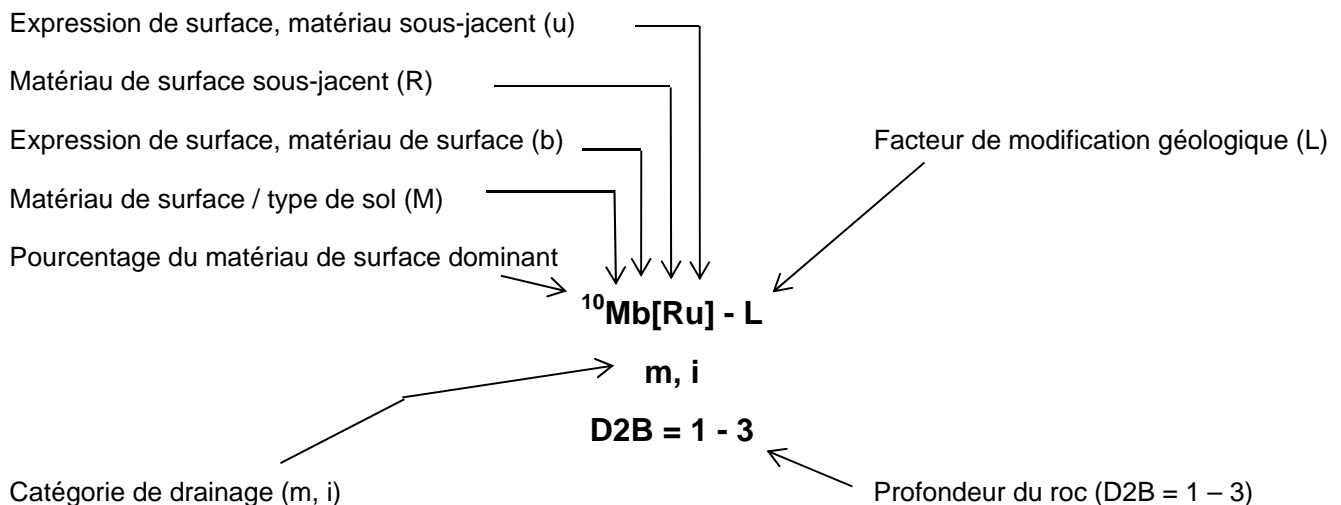 Expression de surface, matériau sous-jacent (u)
Matériau de surface sous-jacent (R)
Expression de surface, matériau de surface (b)
Facteur de modification géologique (L)
Matériau de surface / type de sol (M)
Pourcentage du matériau de surface dominant
¹⁰Mb[Ru] - L
m, i
D2B = 1 - 3
Catégorie de drainage (m, i)
Profondeur du roc (D2B = 1 – 3)